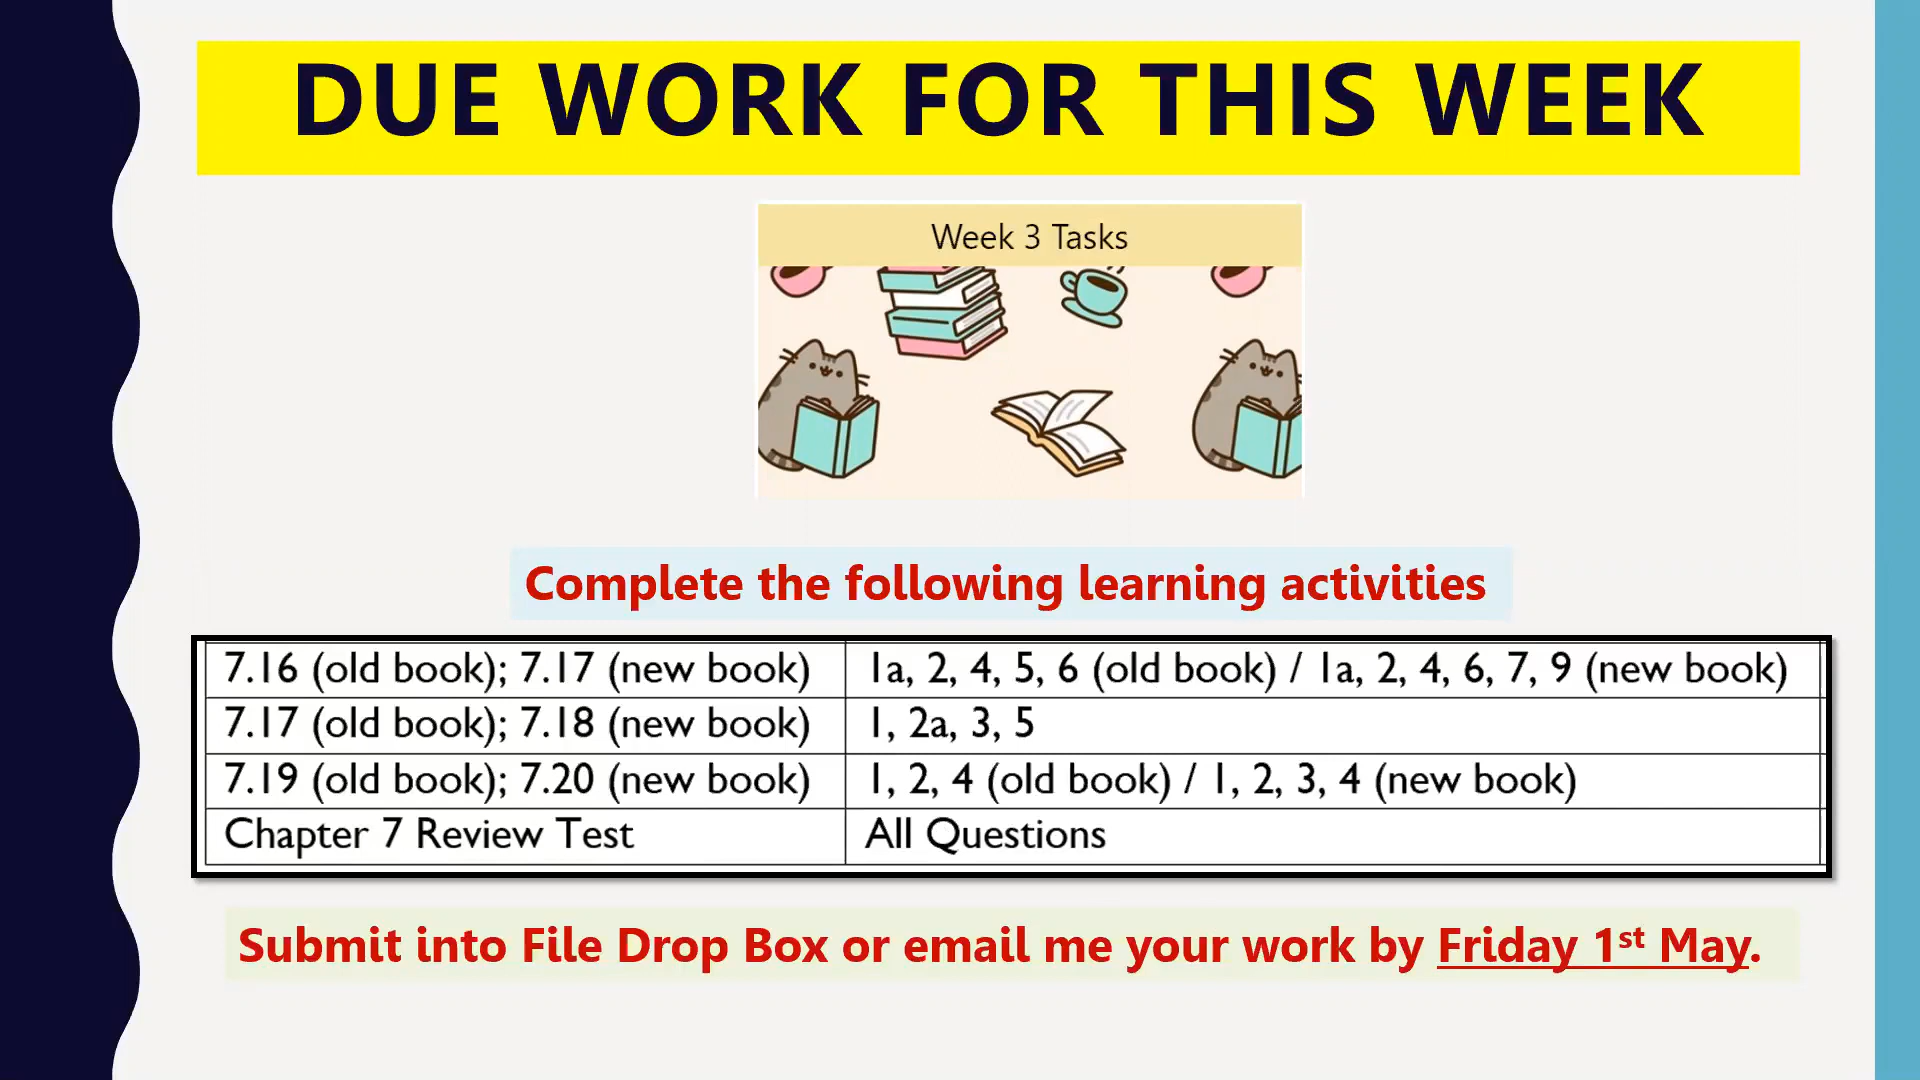 DUE WORK FOR THIS WEEK
Week 3 Tasks
Complete the following learning activities
7.16 (old book); 7.17 (new book) 1a, 2, 4, 5, 6 (old book) / 1a, 2, 4, 6, 7, 9 (new book)
7.17 (old book); 7.18 (new book) 1, 2a, 3, 5
7.19 (old book); 7.20 (new book) 1, 2, 4 (old book) / 1, 2, 3, 4 (new book)
Chapter 7 Review Test All Questions
Submit into File Drop Box or email me your work by Friday 1st May.